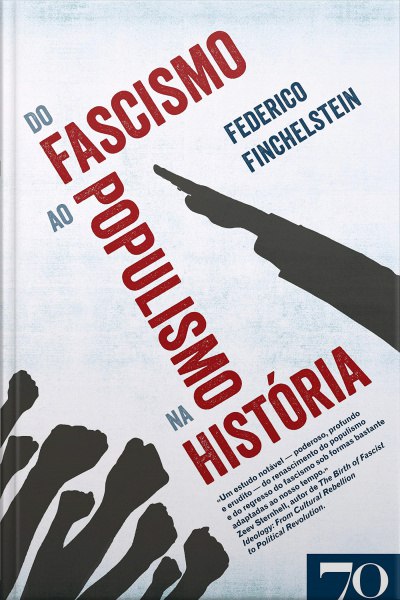 DO
FASCISMO
AO
POPULISMO
NA
HISTÓRIA
FEDERICO
FINCHELSTEIN
«Um estudo notável — poderoso, profundo
e erudito — do renascimento do populismo
e do regresso do fascismo sob formas bastante
adaptadas ao nosso tempo.»
Zeev Sternhell, autor de The Birth of Fascist
Ideology: From Cultural Rebellion
to Political Revolution.
70